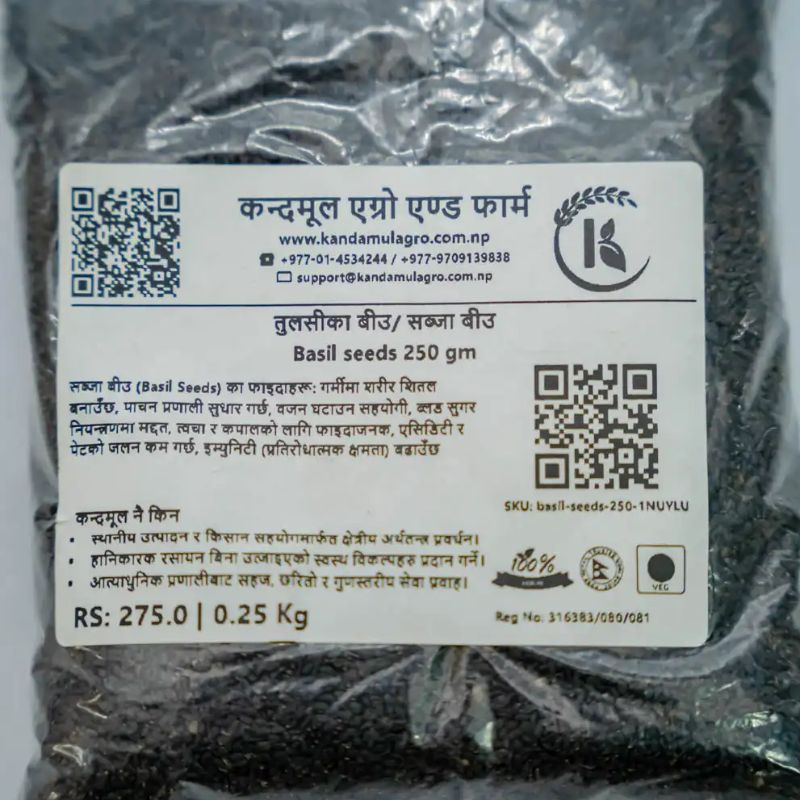 कन्दमूल एग्रो एण्ड फार्म
www.kandamulagro.com.np
+977-01-4534244 / +977-9709139838
support@kandamulagro.com.np
तुलसीका बीउ/ सब्जा बीउ
Basil seeds 250 gm
सब्जा बीउ (Basil Seeds) का फाइदाहरू: गर्मीमा शरीर शितल
बनाउँछ, पाचन प्रणाली सुधार गर्छ, वजन घटाउन सहयोगी, ब्लड सुगर
नियन्त्रणमा मद्दत, त्वचा र कपालको लागि फाइदाजनक, एसिडिटी र
पेटको जलन कम गर्छ, इम्युनिटी (प्रतिरोधात्मक क्षमता) बढाउँछ
SKU: basil-seeds-250-1NUYLU
कन्दमूल नै किन
• स्थानीय उत्पादन र किसान सहयोगमार्फत क्षेत्रीय अर्थतन्त्र प्रवर्धन।
• हानिकारक रसायन बिना उब्जाइएको स्वस्थ विकल्पहरु प्रदान गर्ने।
• आत्याधुनिक प्रणालीबाट सहज, छरितो र गुणस्तरीय सेवा प्रवाह।
100%
VEG
RS: 275.0 | 0.25 Kg
Reg No: 316383/080/081